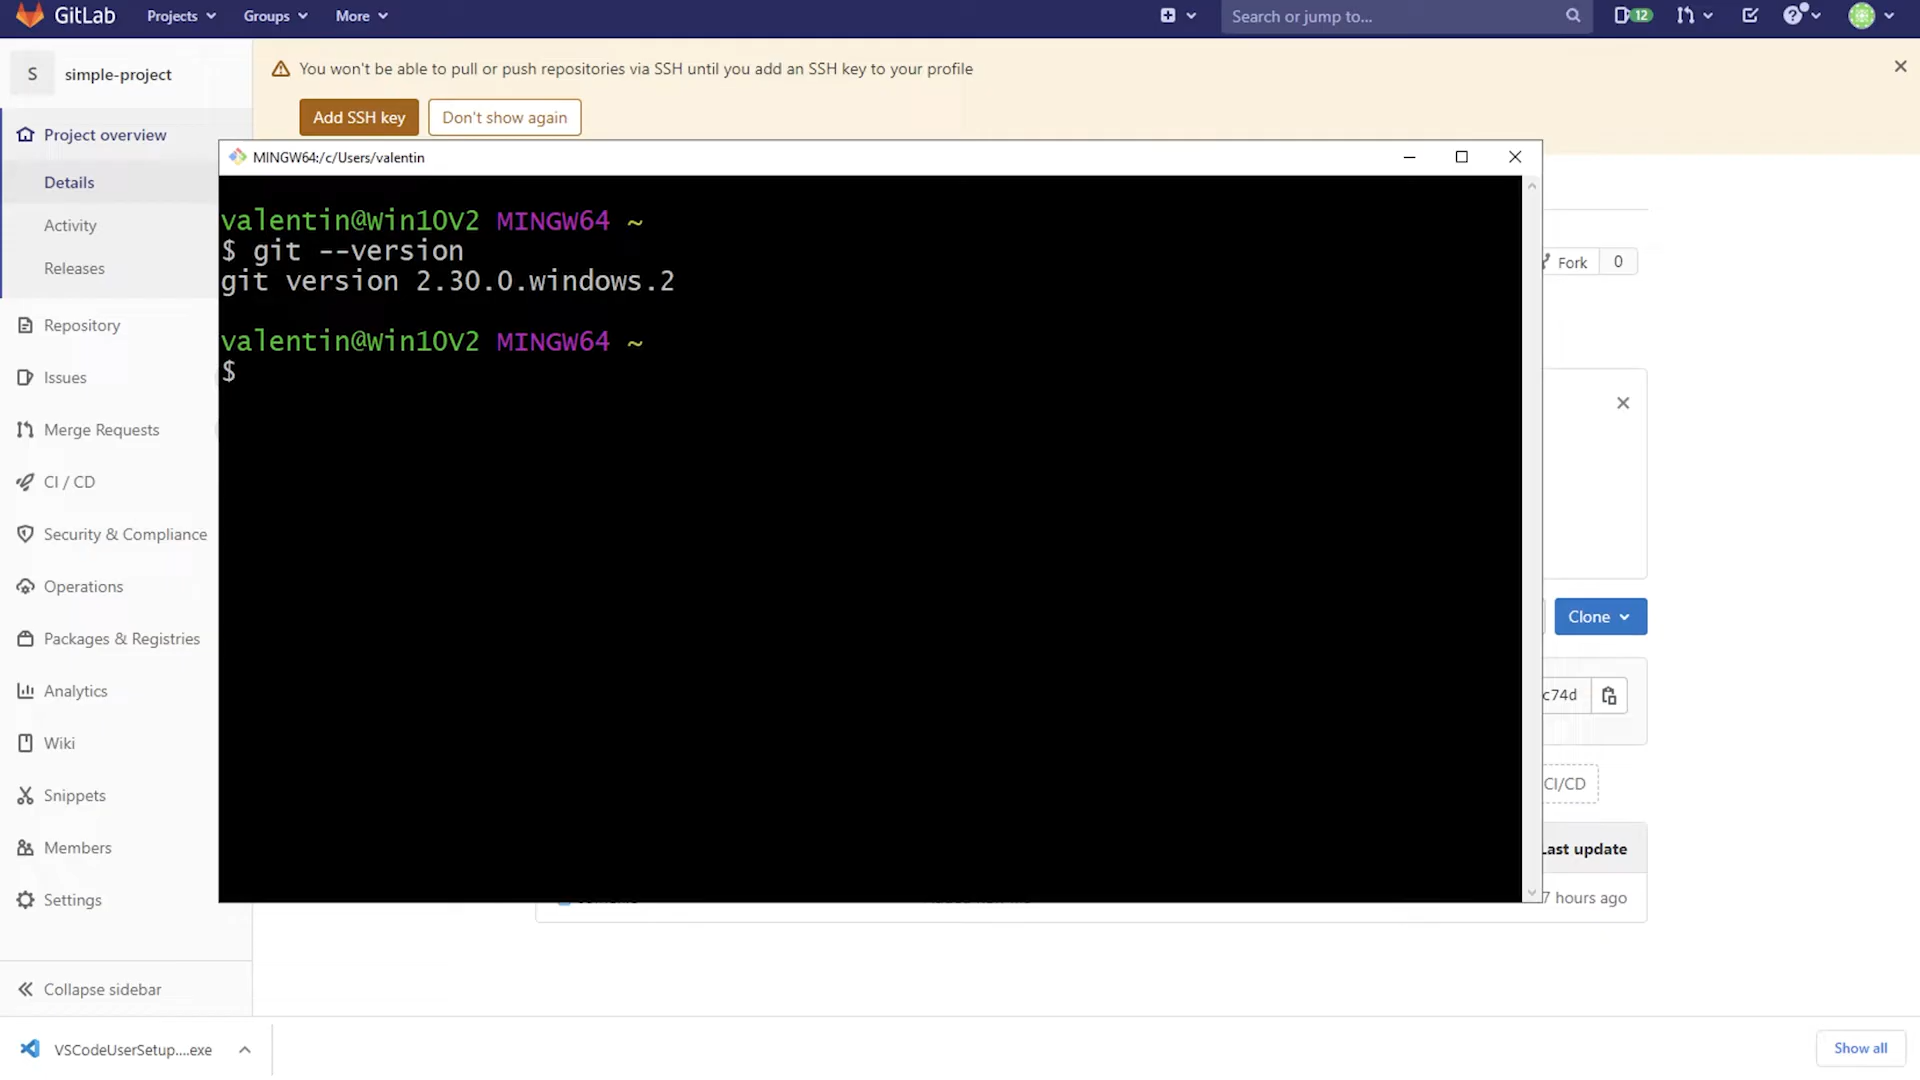 GitLab
Projects
Groups
More
Search or jump to...
12
S
simple-project
You won't be able to pull or push repositories via SSH until you add an SSH key to your profile
Add SSH key
Don't show again
Project overview
Details
Activity
Releases
Repository
Issues
Merge Requests
CI / CD
Security & Compliance
Operations
Packages & Registries
Analytics
Wiki
Snippets
Members
Settings
Collapse sidebar
MINGW64:/c/Users/valentin
valentin@Win10V2 MINGW64 ~
$ git --version
git version 2.30.0.windows.2
valentin@Win10V2 MINGW64 ~
$
Fork
0
Clone
c74d
CI/CD
Last update
7 hours ago
VSCodeUserSetup....exe
Show all